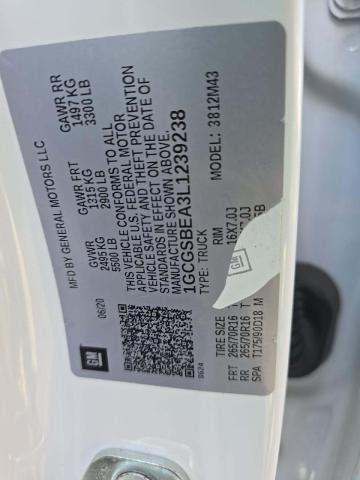 MFD BY GENERAL MOTORS LLC
06/20
GVWR
2495 KG
5500 LB
GAWR FRT
1315 KG
2900 LB
GAWR RR
1497 KG
3300 LB
THIS VEHICLE CONFORMS TO ALL
APPLICABLE U.S. FEDERAL MOTOR
VEHICLE SAFETY AND THEFT PREVENTION
STANDARDS IN EFFECT ON THE DATE OF
MANUFACTURE SHOWN ABOVE.
1GCGSBEA3L1239238
TYPE: TRUCK
MODEL: 3812M43
GM
0624
GM
TIRE SIZE RIM
FRT 265/70R16 T 16X7.0J
RR 265/70R16 T
SPA T175/90D18 M